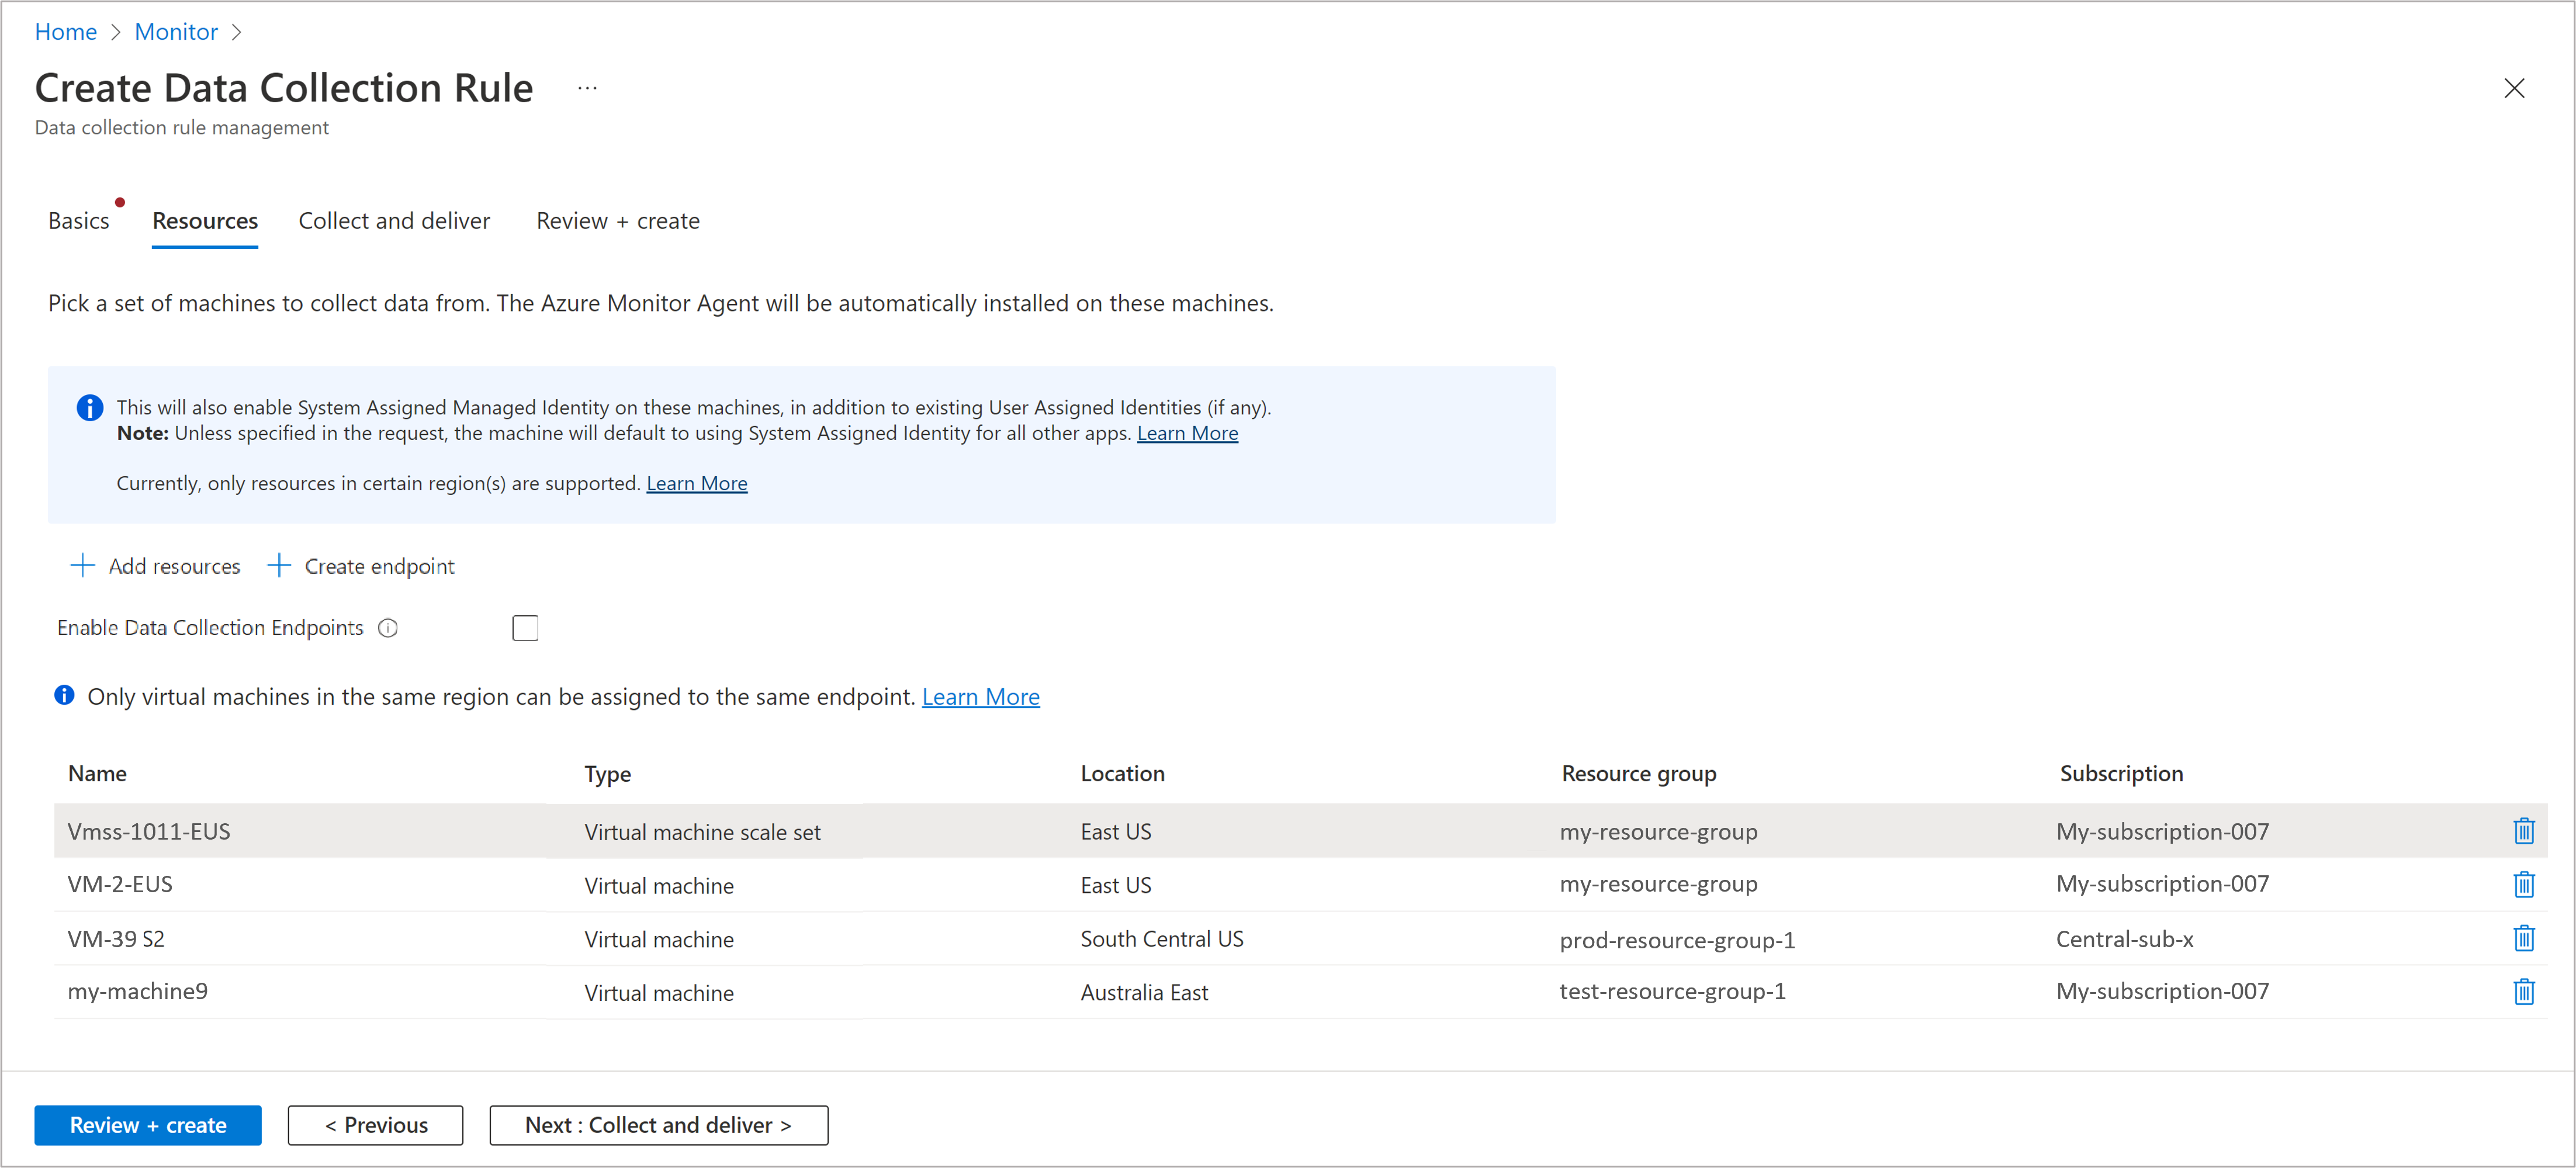 Home > Monitor >
Create Data Collection Rule ...
Data collection rule management
Basics Resources Collect and deliver Review + create
Pick a set of machines to collect data from. The Azure Monitor Agent will be automatically installed on these machines.
This will also enable System Assigned Managed Identity on these machines, in addition to existing User Assigned Identities (if any).
Note: Unless specified in the request, the machine will default to using System Assigned Identity for all other apps. Learn More
Currently, only resources in certain region(s) are supported. Learn More
+ Add resources + Create endpoint
Enable Data Collection Endpoints
Only virtual machines in the same region can be assigned to the same endpoint. Learn More
Name Type Location Resource group Subscription
Vmss-1011-EUS Virtual machine scale set East US my-resource-group My-subscription-007
VM-2-EUS Virtual machine East US my-resource-group My-subscription-007
VM-39 S2 Virtual machine South Central US prod-resource-group-1 Central-sub-x
my-machine9 Virtual machine Australia East test-resource-group-1 My-subscription-007
Review + create < Previous Next : Collect and deliver >